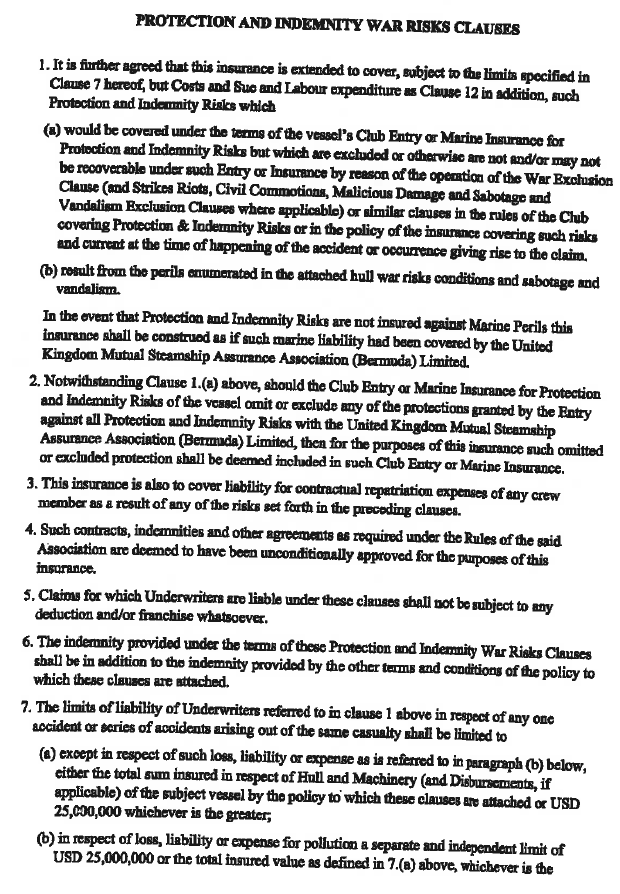 PROTECTION AND INDEMNITY WAR RISKS CLAUSES
1. It is further agreed that this insurance is extended to cover, subject to the limits specified in
Clause 7 hereof, but Costs and Sue and Labour expenditure as Clause 12 in addition, such
Protection and Indemnity Risks which
(a) would be covered under the terms of the vessel's Club Entry or Marine Insurance for
Protection and Indemnity Risks but which are excluded or otherwise are not and/or may not
be recoverable under such Entry or Insurance by reason of the operation of the War Exclusion
Clause (and Strikes Riots, Civil Commotions, Malicious Damage and Sabotage and
Vandalism Exclusion Clauses where applicable) or similar clauses in the rules of the Club
covering Protection & Indemnity Risks or in the policy of the insurance covering such risks
and current at the time of happening of the accident or occurrence giving rise to the claim.
(b) result from the perils enumerated in the attached hull war risks conditions and sabotage and
vandalism.
In the event that Protection and Indemnity Risks are not insured against Marine Perils this
insurance shall be construed as if such marine liability had been covered by the United
Kingdom Mutual Steamship Assurance Association (Bermuda) Limited.
2. Notwithstanding Clause 1.(a) above, should the Club Entry or Marine Insurance for Protection
and Indemnity Risks of the vessel omit or exclude any of the protections granted by the Entry
against all Protection and Indemnity Risks with the United Kingdom Mutual Steamship
Assurance Association (Bermuda) Limited, then for the purposes of this insurance such omitted
or excluded protection shall be deemed included in such Club Entry or Marine Insurance.
3. This insurance is also to cover liability for contractual repatriation expenses of any crew
member as a result of any of the risks set forth in the preceding clauses.
4. Such contracts, indemnities and other agreements as required under the Rules of the said
Association are deemed to have been unconditionally approved for the purposes of this
insurance.
5. Claims for which Underwriters are liable under these clauses shall not be subject to any
deduction and/or franchise whatsoever.
6. The indemnity provided under the terms of these Protection and Indemnity War Risks Clauses
shall be in addition to the indemnity provided by the other terms and conditions of the policy to
which these clauses are attached.
7. The limits of liability of Underwriters referred to in clause 1 above in respect of any one
accident or series of accidents arising out of the same casualty shall be limited to
(a) except in respect of such loss, liability or expense as is referred to in paragraph (b) below,
either the total sum insured in respect of Hull and Machinery (and Disbursements, if
applicable) of the subject vessel by the policy to which these clauses are attached or USD
25,000,000 whichever is the greater;
(b) in respect of loss, liability or expense for pollution a separate and independent limit of
USD 25,000,000 or the total insured value as defined in 7.(a) above, whichever is the